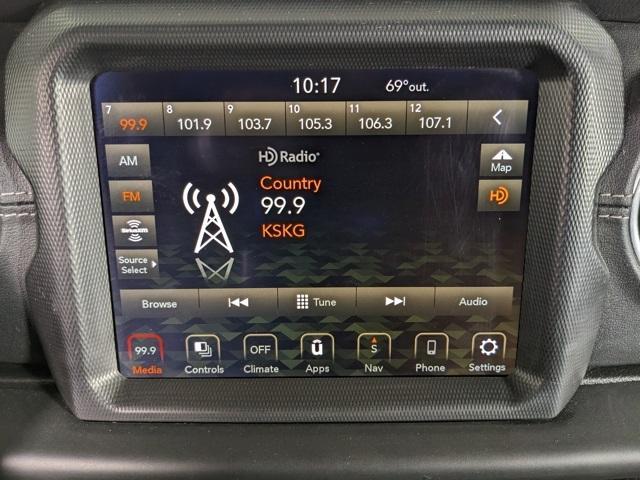 10:17 69°out.
7 99.9 8 101.9 9 103.7 10 105.3 11 106.3 12 107.1 <
AM
HD Radio
Map
Country
FM
99.9
HD
KSKG
SiriusXM
Source
Select
Browse Tune Audio
99.9 OFF S
Media Controls Climate Apps Nav Phone Settings